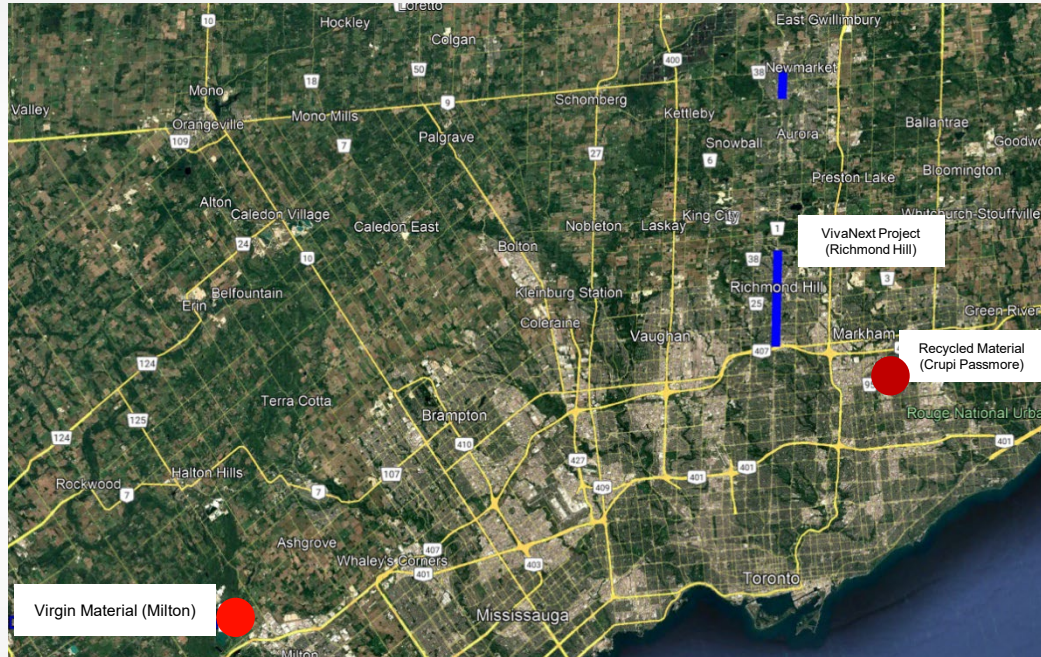 Loretto
Hockley
10
Colgan
East Gwillimbury
50
400
38
Newmarket
18
Mono
9
Schomberg
Valley
Mono Mills
Kettleby
Orangeville
Ballantrae
109
Palgrave
Aurora
7
Snowball
27
6
Bloomington
Preston Lake
Alton
Caledon Village
King City
Caledon East
Nobleton
Laskay
1
VivaNext Project
(Richmond Hill)
24
Bolton
10
38
3
Belfountain
Kleinburg Station
Richmond Hill
Erin
25
Green River
Coleraine
Vaughan
Markham
407
Recycled Material
(Crupi Passmore)
124
Terra Cotta
Brampton
Rouge National Urba
125
124
410
401
427
401
401
Halton Hills
107
Rockwood
7
7
409
Ashgrove
407
Whaley's Corners
403
401
Toronto
Virgin Material (Milton)
Mississauga
Milton